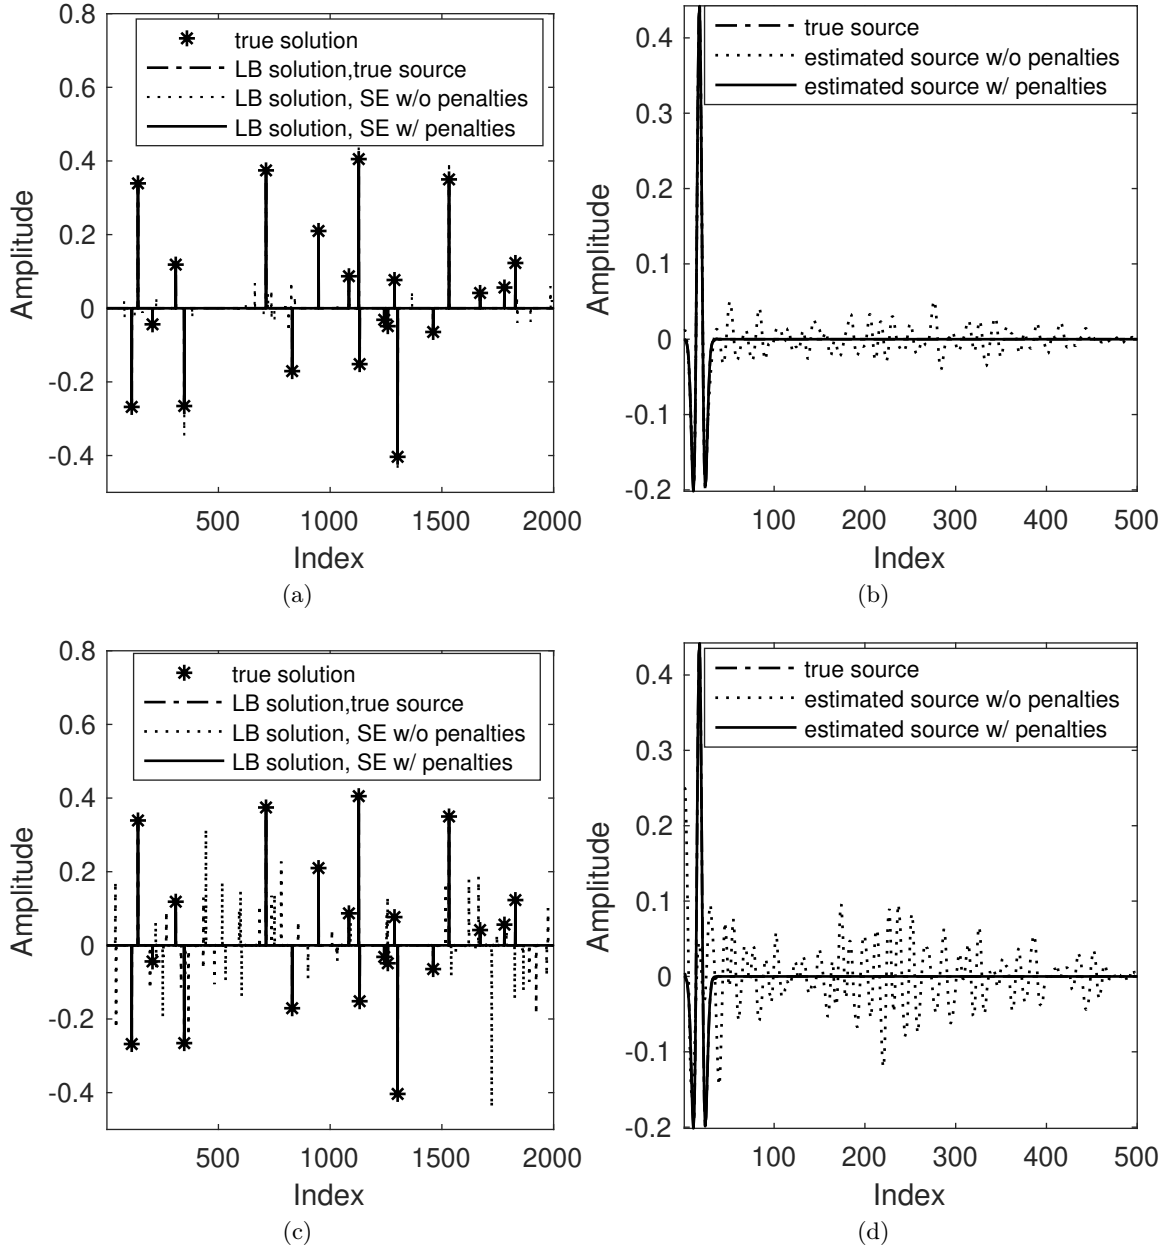 0.8
0.6
0.4
0.2
0
-0.2
-0.4
Amplitude
true solution
LB solution,true source
LB solution, SE w/o penalties
LB solution, SE w/ penalties
500
1000
1500
2000
Index
(a)
0.4
0.3
0.2
0.1
0
-0.1
-0.2
Amplitude
true source
estimated source w/o penalties
estimated source w/ penalties
100
200
300
400
500
Index
(b)
0.8
0.6
0.4
0.2
0
-0.2
-0.4
Amplitude
true solution
LB solution,true source
LB solution, SE w/o penalties
LB solution, SE w/ penalties
500
1000
1500
2000
Index
(c)
0.4
0.3
0.2
0.1
0
-0.1
-0.2
Amplitude
true source
estimated source w/o penalties
estimated source w/ penalties
100
200
300
400
500
Index
(d)